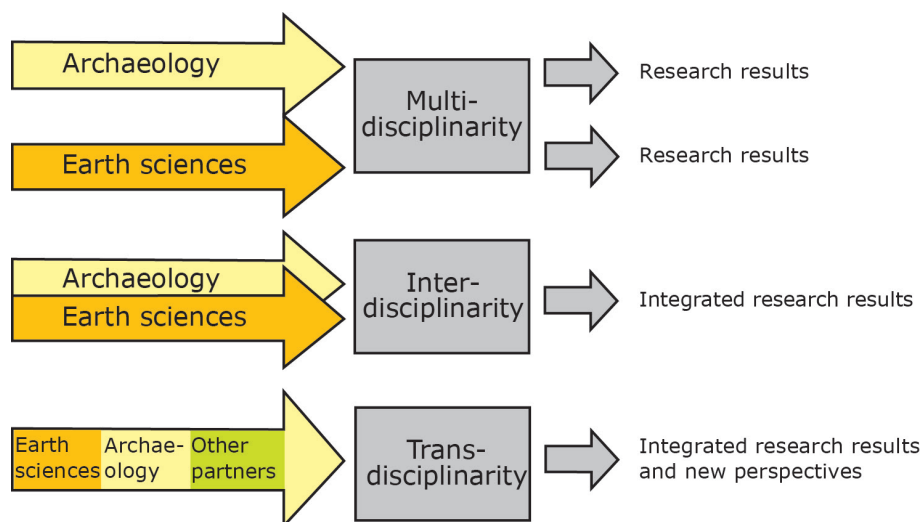 Archaeology
Earth sciences
Multi-
disciplinarity
Research results
Research results
Archaeology
Earth sciences
Inter-
disciplinarity
Integrated research results
Earth
sciences
Archae-
ology
Other
partners
Trans-
disciplinarity
Integrated research results
and new perspectives